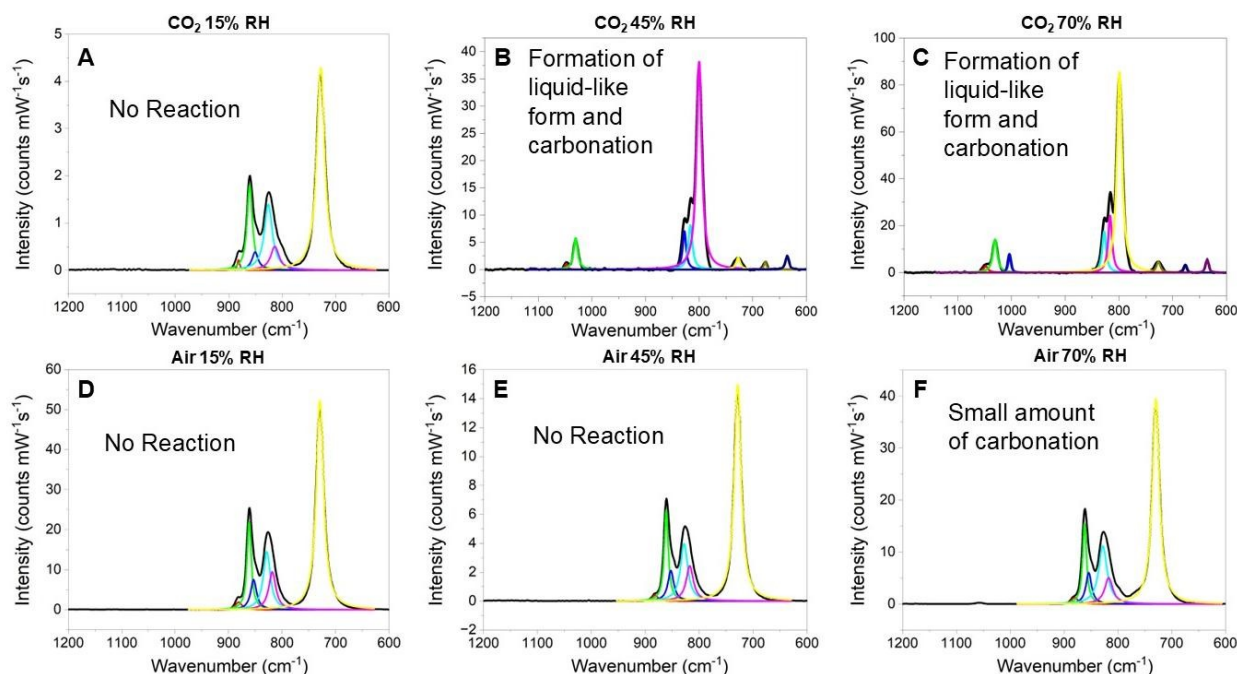 CO2 15% RH
A
No Reaction
Intensity (counts mW-1s-1)
5
4
3
2
1
0
1200 1100 1000 900 800 700 600
Wavenumber (cm-1)
CO2 45% RH
B
Formation of
liquid-like
form and
carbonation
Intensity (counts mW-1s-1)
40
35
30
25
20
15
10
5
0
−5
1200 1100 1000 900 800 700 600
Wavenumber (cm-1)
CO2 70% RH
C
Formation of
liquid-like
form and
carbonation
Intensity (counts mW-1s-1)
100
80
60
40
20
0
1200 1100 1000 900 800 700 600
Wavenumber (cm-1)
Air 15% RH
D
No Reaction
Intensity (counts mW-1s-1)
60
50
40
30
20
10
0
1200 1100 1000 900 800 700 600
Wavenumber (cm-1)
Air 45% RH
E
No Reaction
Intensity (counts mW-1s-1)
16
14
12
10
8
6
4
2
0
−2
1200 1100 1000 900 800 700 600
Wavenumber (cm-1)
Air 70% RH
F
Small amount
of carbonation
Intensity (counts mW-1s-1)
40
30
20
10
0
1200 1100 1000 900 800 700 600
Wavenumber (cm-1)